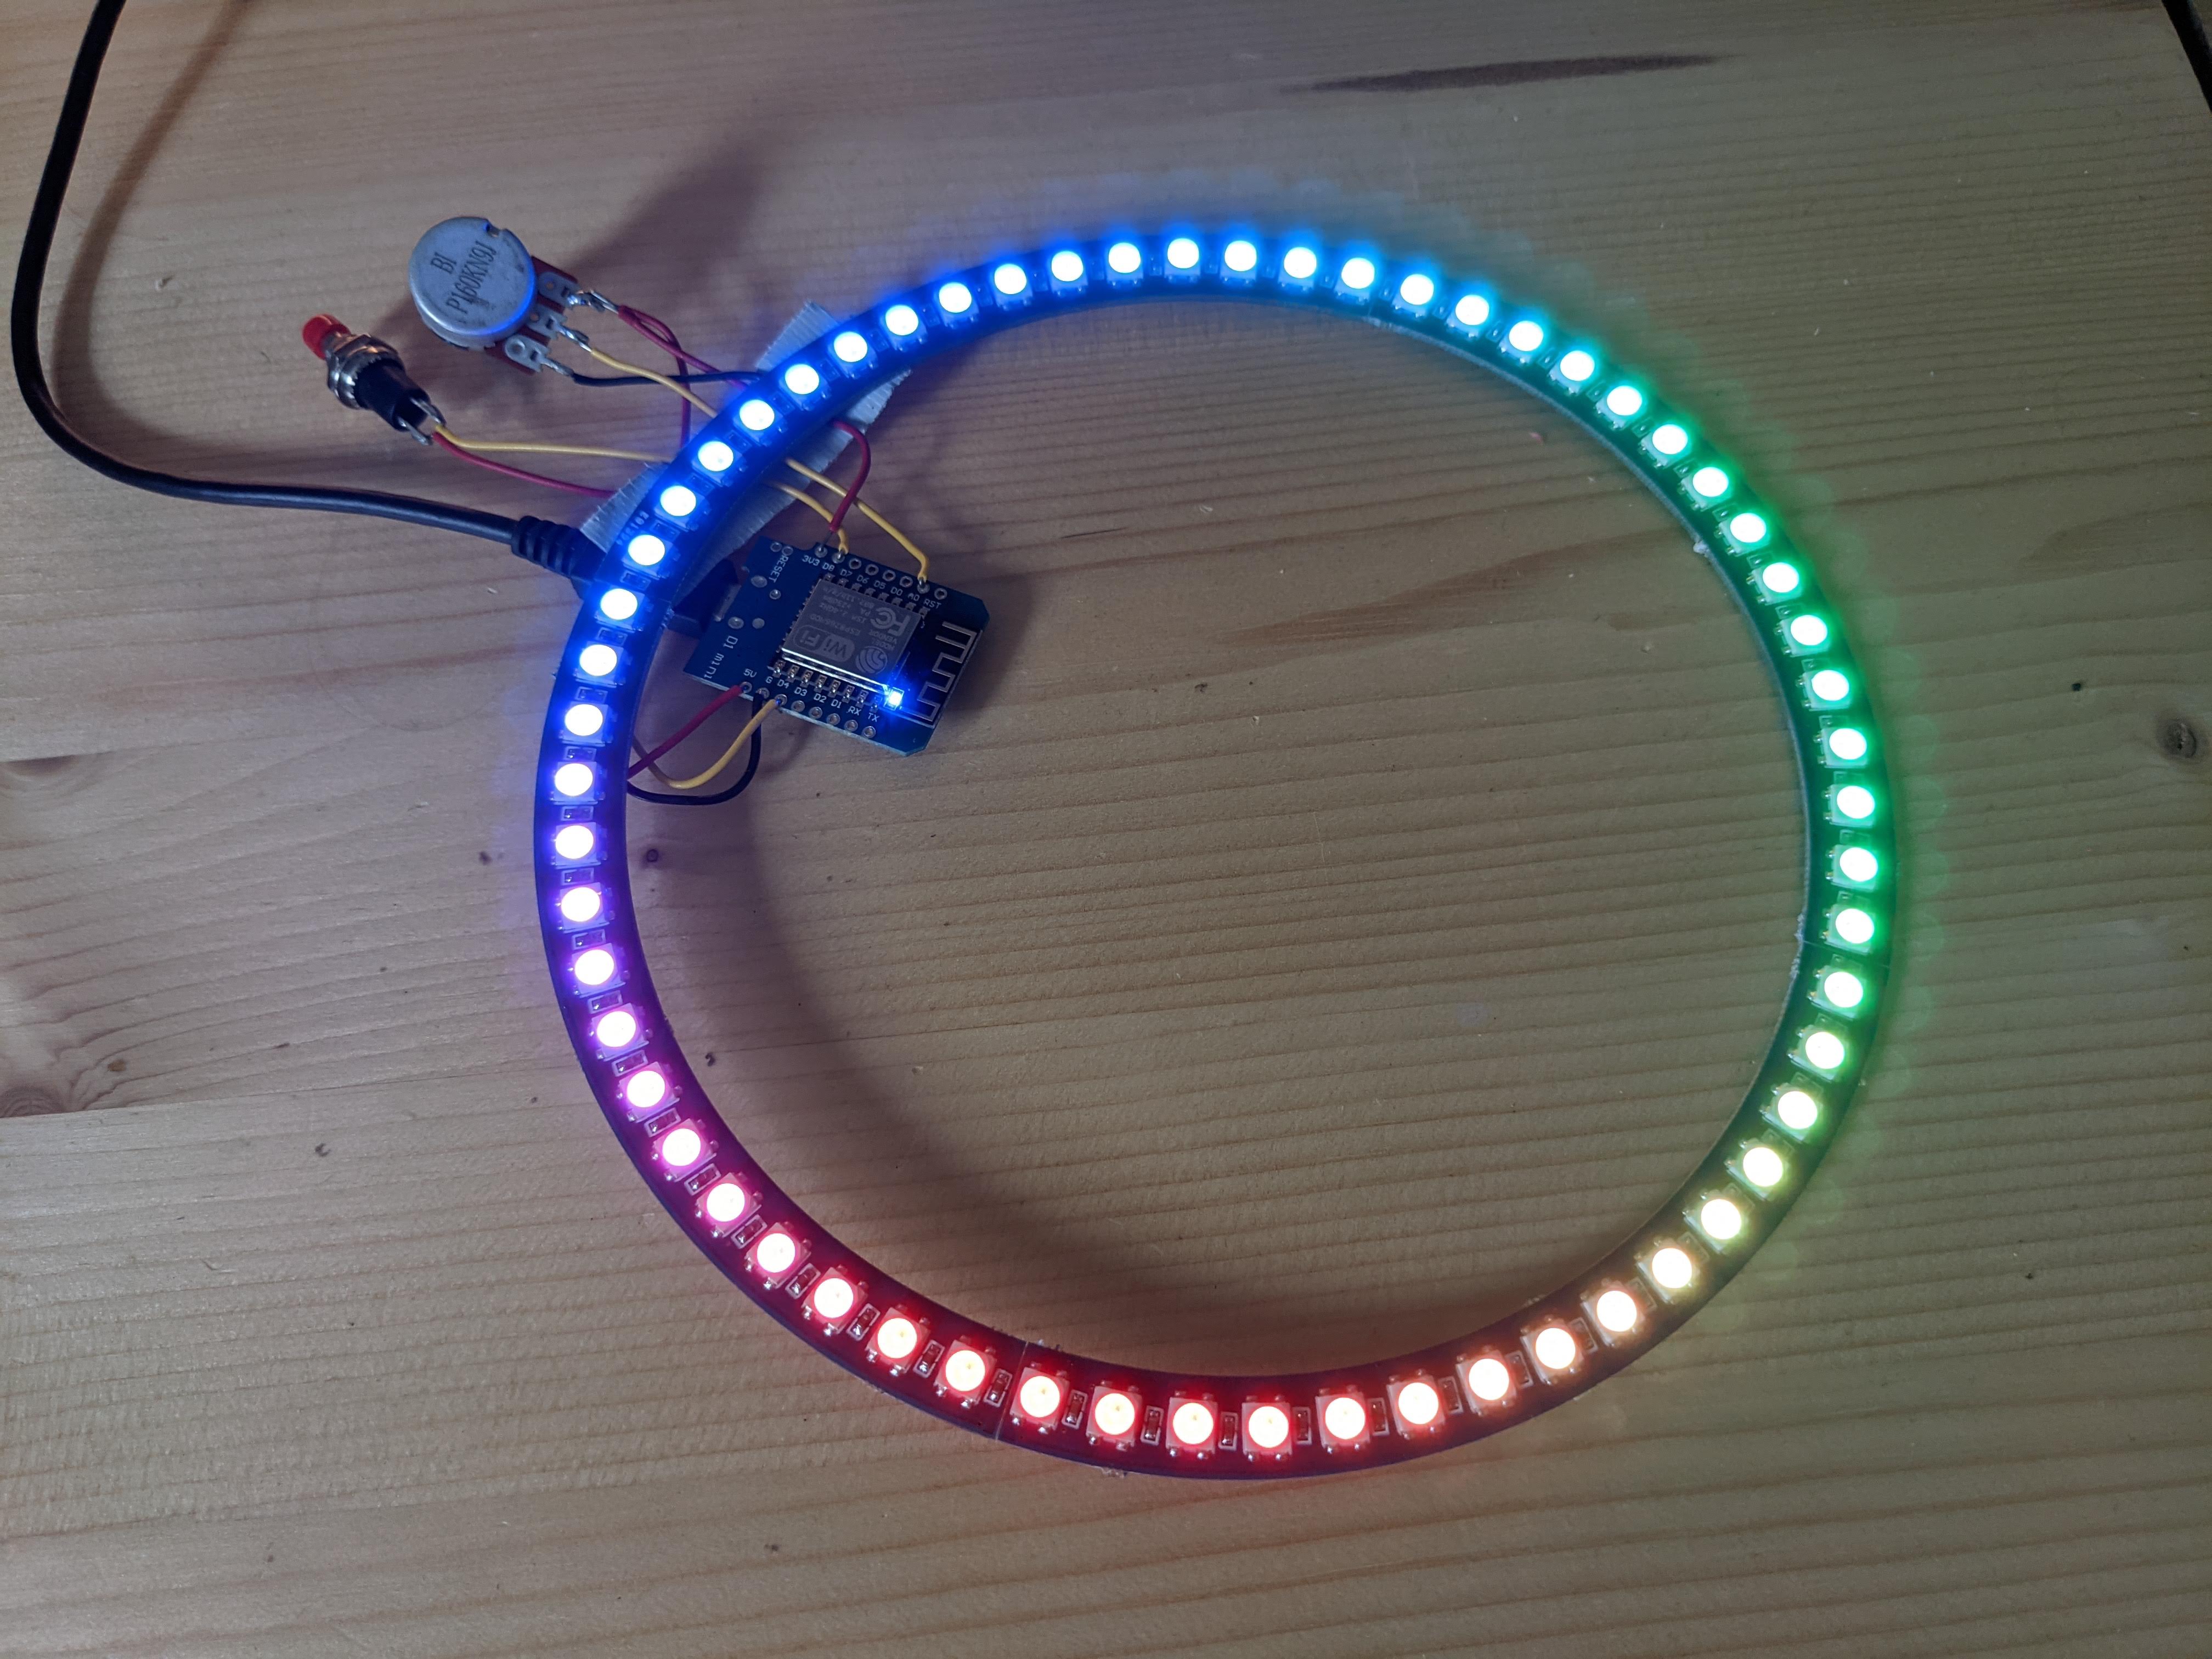 BI
P160KN9J
RESET
3V3 D8 D7 D6 D5 D0 A0 RST
FC
WiFi
D1 mini
5V G D4 D3 D2 D1 RX TX